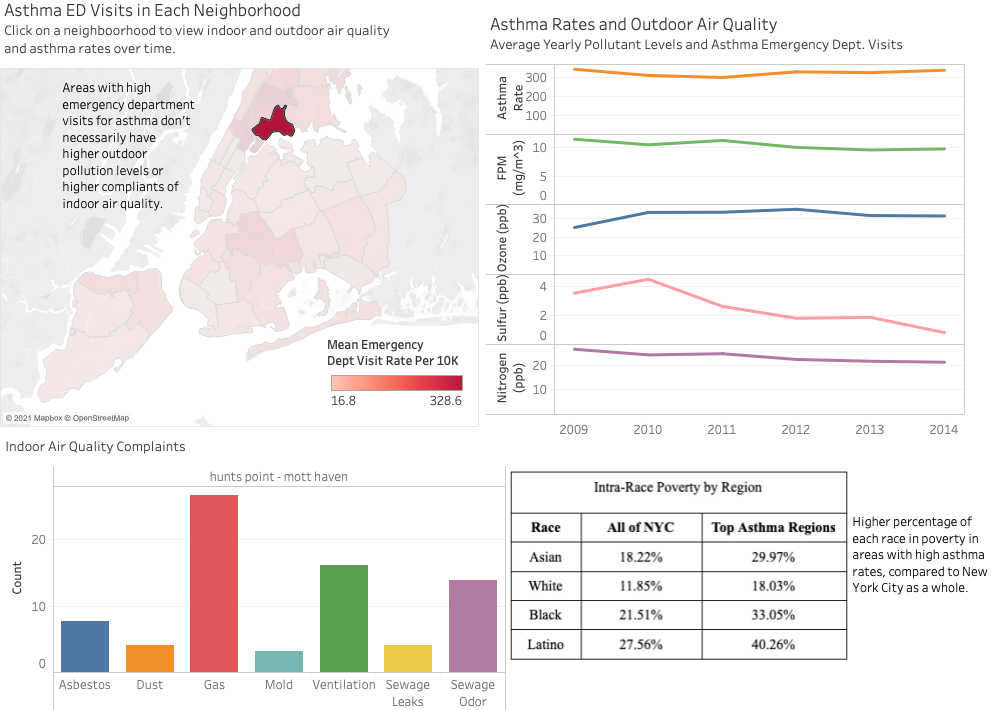 Asthma ED Visits in Each Neighborhood
Click on a neighboorhood to view indoor and outdoor air quality
and asthma rates over time.
Areas with high
emergency department
visits for asthma don't
necessarily have
higher outdoor
pollution levels or
higher compliants of
indoor air quality.
Mean Emergency
Dept Visit Rate Per 10K
16.8 328.6
© 2021 Mapbox © OpenStreetMap
Asthma Rates and Outdoor Air Quality
Average Yearly Pollutant Levels and Asthma Emergency Dept. Visits
Asthma
Rate
300
200
100
FPM
(mg/m^3)
10
5
0
Ozone (ppb)
30
20
10
Sulfur (ppb)
4
2
0
Nitrogen
(ppb)
20
10
2009 2010 2011 2012 2013 2014
Indoor Air Quality Complaints
hunts point - mott haven
Count
20
10
0
Asbestos Dust Gas Mold Ventilation Sewage Leaks Sewage Odor
Intra-Race Poverty by Region
Race All of NYC Top Asthma Regions
Asian 18.22% 29.97%
White 11.85% 18.03%
Black 21.51% 33.05%
Latino 27.56% 40.26%
Higher percentage of
each race in poverty in
areas with high asthma
rates, compared to New
York City as a whole.